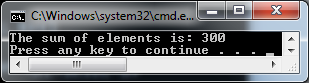 C:\Windows\system32\cmd.e...
The sum of elements is: 300
Press any key to continue . . .